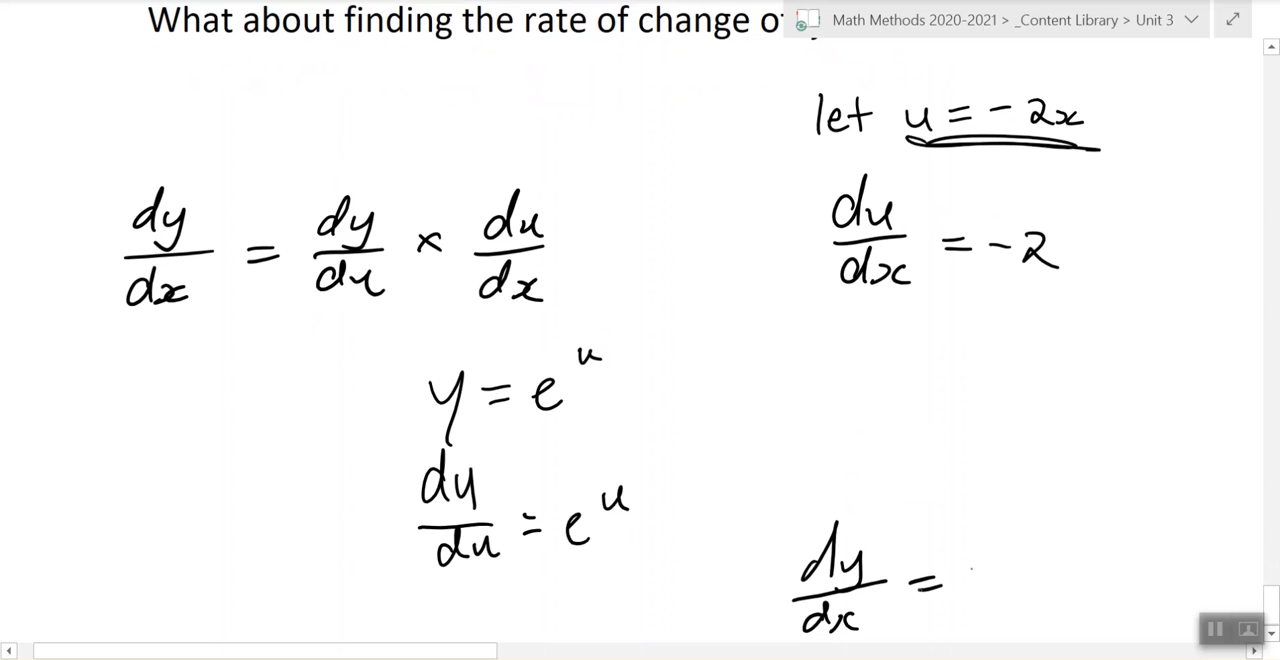 What about finding the rate of change o
Math Methods 2020-2021 > _Content Library > Unit 3
let u = -2x
dy/dx = dy/du × du/dx
du/dx = -2
y = e^u
dy/du = e^u
dy/dx =